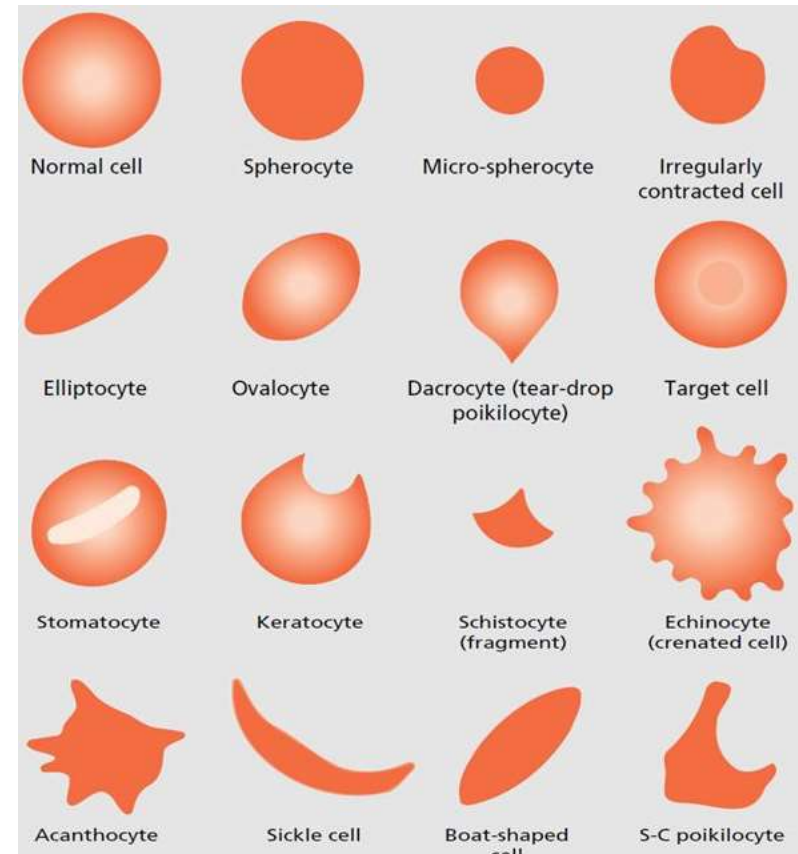 Normal cell
Spherocyte
Micro-spherocyte
Irregularly
contracted cell
Elliptocyte
Ovalocyte
Dacrocyte (tear-drop
poikilocyte)
Target cell
Stomatocyte
Keratocyte
Schistocyte
(fragment)
Echinocyte
(crenated cell)
Acanthocyte
Sickle cell
Boat-shaped
cell
S-C poikilocyte